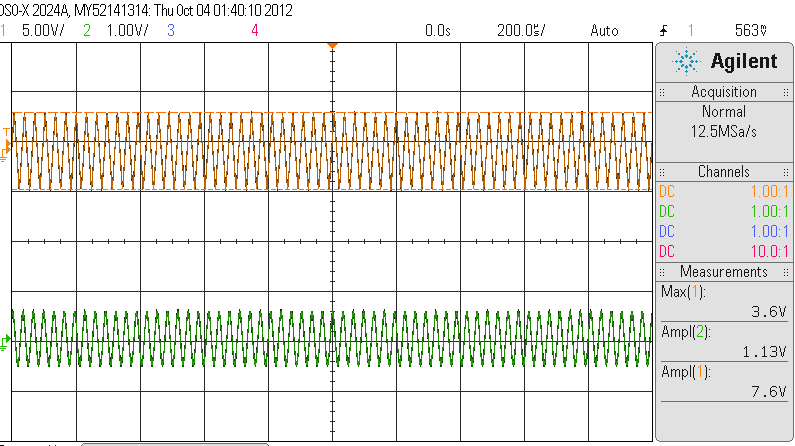 DSO-X 2024A, MY52141314: Thu Oct 04 01:40:10 2012
1 5.00V/ 2 1.00V/ 3 4 0.0s 200.0µs/ Auto 1 563mV
Agilent
Acquisition
Normal
12.5MSa/s
Channels
DC 1.00:1
DC 1.00:1
DC 1.00:1
DC 10.0:1
Measurements
Max(1):
3.6V
Ampl(2):
1.13V
Ampl(1):
7.6V
T